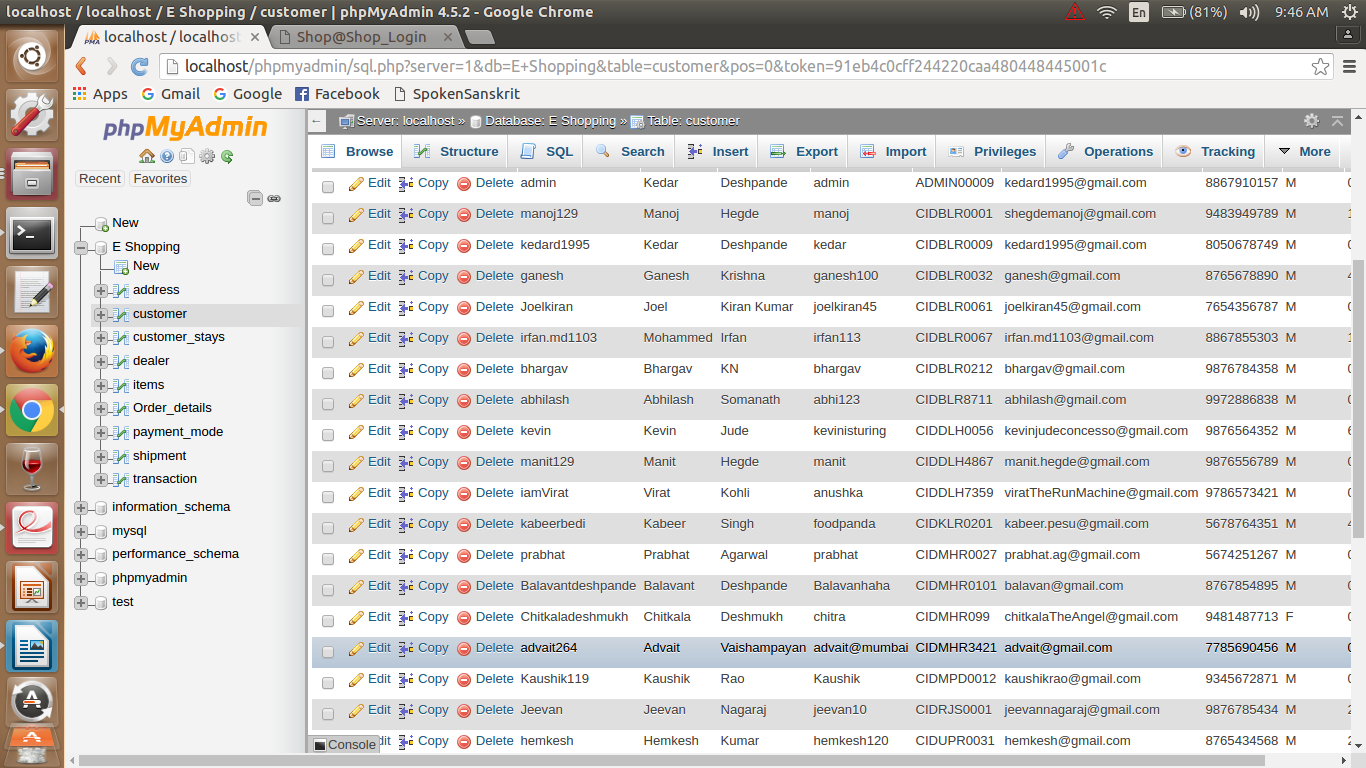 localhost / localhost / E Shopping / customer | phpMyAdmin 4.5.2 - Google Chrome En (81%) 9:46 AM
localhost / localhost Shop@Shop_Login
localhost/phpmyadmin/sql.php?server=1&db=E+Shopping&table=customer&pos=0&token=91eb4c0cff244220caa480448445001c
Apps Gmail Google Facebook SpokenSanskrit
phpMyAdmin
Recent Favorites
New
E Shopping
New
address
customer
customer_stays
dealer
items
Order_details
payment_mode
shipment
transaction
information_schema
mysql
performance_schema
phpmyadmin
test
Server: localhost » Database: E Shopping » Table: customer
Browse Structure SQL Search Insert Export Import Privileges Operations Tracking More
Edit Copy Delete admin Kedar Deshpande admin ADMIN00009 kedard1995@gmail.com 8867910157 M
Edit Copy Delete manoj129 Manoj Hegde manoj CIDBLR0001 shegdemanoj@gmail.com 9483949789 M
Edit Copy Delete kedard1995 Kedar Deshpande kedar CIDBLR0009 kedard1995@gmail.com 8050678749 M
Edit Copy Delete ganesh Ganesh Krishna ganesh100 CIDBLR0032 ganesh@gmail.com 8765678890 M
Edit Copy Delete Joelkiran Joel Kiran Kumar joelkiran45 CIDBLR0061 joelkiran45@gmail.com 7654356787 M
Edit Copy Delete irfan.md1103 Mohammed Irfan irfan113 CIDBLR0067 irfan.md1103@gmail.com 8867855303 M
Edit Copy Delete bhargav Bhargav KN bhargav CIDBLR0212 bhargav@gmail.com 9876784358 M
Edit Copy Delete abhilash Abhilash Somanath abhi123 CIDBLR8711 abhilash@gmail.com 9972886838 M
Edit Copy Delete kevin Kevin Jude kevinisturing CIDDLH0056 kevinjudeconcesso@gmail.com 9876564352 M
Edit Copy Delete manit129 Manit Hegde manit CIDDLH4867 manit.hegde@gmail.com 9876556789 M
Edit Copy Delete iamVirat Virat Kohli anushka CIDDLH7359 viratTheRunMachine@gmail.com 9786573421 M
Edit Copy Delete kabeerbedi Kabeer Singh foodpanda CIDKLR0201 kabeer.pesu@gmail.com 5678764351 M
Edit Copy Delete prabhat Prabhat Agarwal prabhat CIDMHR0027 prabhat.ag@gmail.com 5674251267 M
Edit Copy Delete Balavantdeshpande Balavant Deshpande Balavanhaha CIDMHR0101 balavan@gmail.com 8767854895 M
Edit Copy Delete Chitkaladeshmukh Chitkala Deshmukh chitra CIDMHR099 chitkalaTheAngel@gmail.com 9481487713 F
Edit Copy Delete advait264 Advait Vaishampayan advait@mumbai CIDMHR3421 advait@gmail.com 7785690456 M
Edit Copy Delete Kaushik119 Kaushik Rao Kaushik CIDMPD0012 kaushikrao@gmail.com 9345672871 M
Edit Copy Delete Jeevan Jeevan Nagaraj jeevan10 CIDRJS0001 jeevannagaraj@gmail.com 9876785434 M
Console Edit Copy Delete hemkesh Hemkesh Kumar hemkesh120 CIDUPR0031 hemkesh@gmail.com 8765434568 M